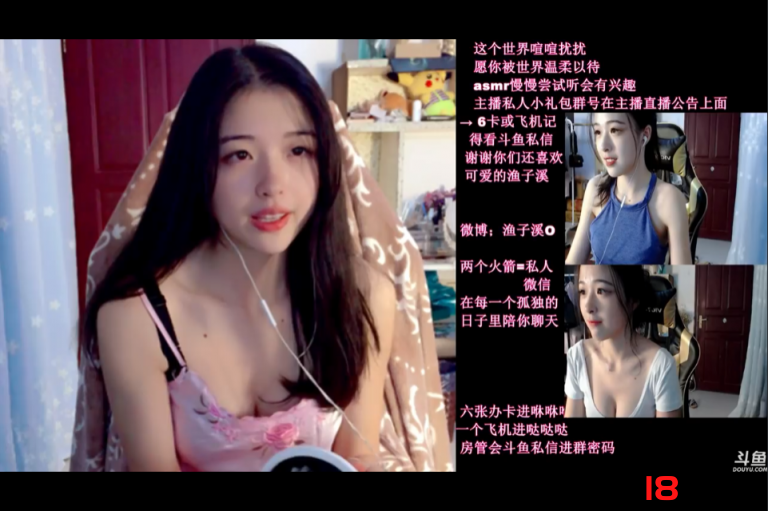 这个世界喧喧扰扰
愿你被世界温柔以待
asmr慢慢尝试听会有兴趣
主播私人小礼包群号在主播直播公告上面
→ 6卡或飞机记
得看斗鱼私信
谢谢你们还喜欢
可爱的渔子溪
微博：渔子溪O
两个火箭=私人
微信
在每一个孤独的
日子里陪你聊天
六张办卡进咻咻
一个飞机进哒哒哒
房管会斗鱼私信进群密码
斗鱼
DOUYU.COM
18